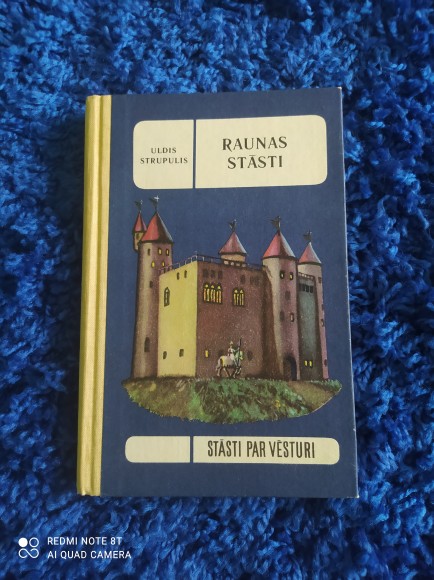 ULDIS
STRUPULIS
RAUNAS
STĀSTI
STĀSTI PAR VĒSTURI
REDMI NOTE 8T
AI QUAD CAMERA